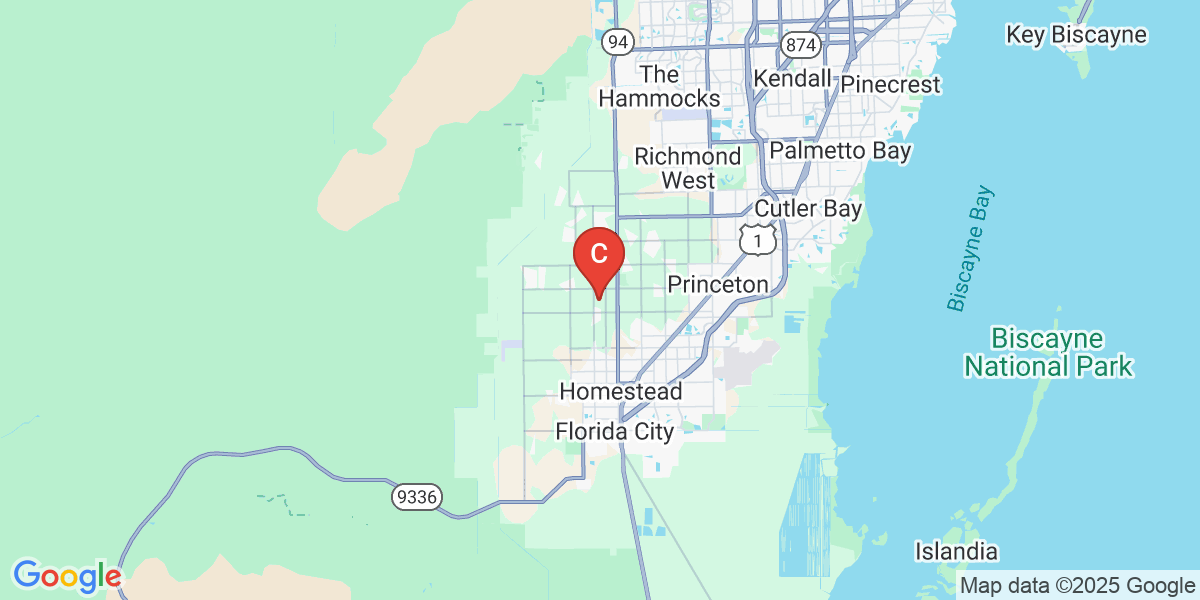 94
874
Key Biscayne
The
Hammocks
Kendall
Pinecrest
Richmond
West
Palmetto Bay
Cutler Bay
Biscayne Bay
1
C
Princeton
Biscayne
National Park
Homestead
Florida City
9336
Islandia
Google
Map data ©2025 Google